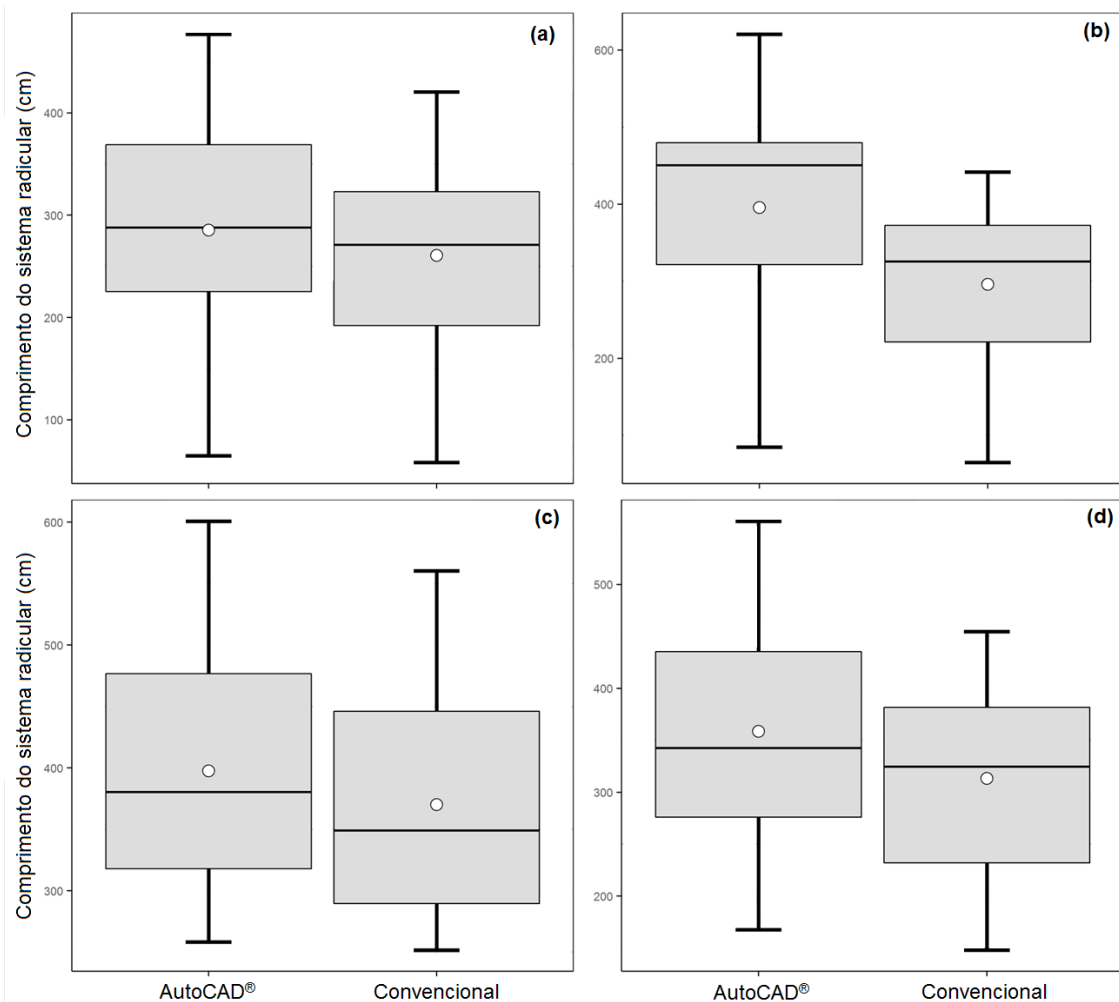 (a)
Comprimento do sistema radicular (cm)
400
300
200
100
(b)
600
400
200
(c)
Comprimento do sistema radicular (cm)
600
500
400
300
AutoCAD® Convencional
(d)
500
400
300
200
AutoCAD® Convencional